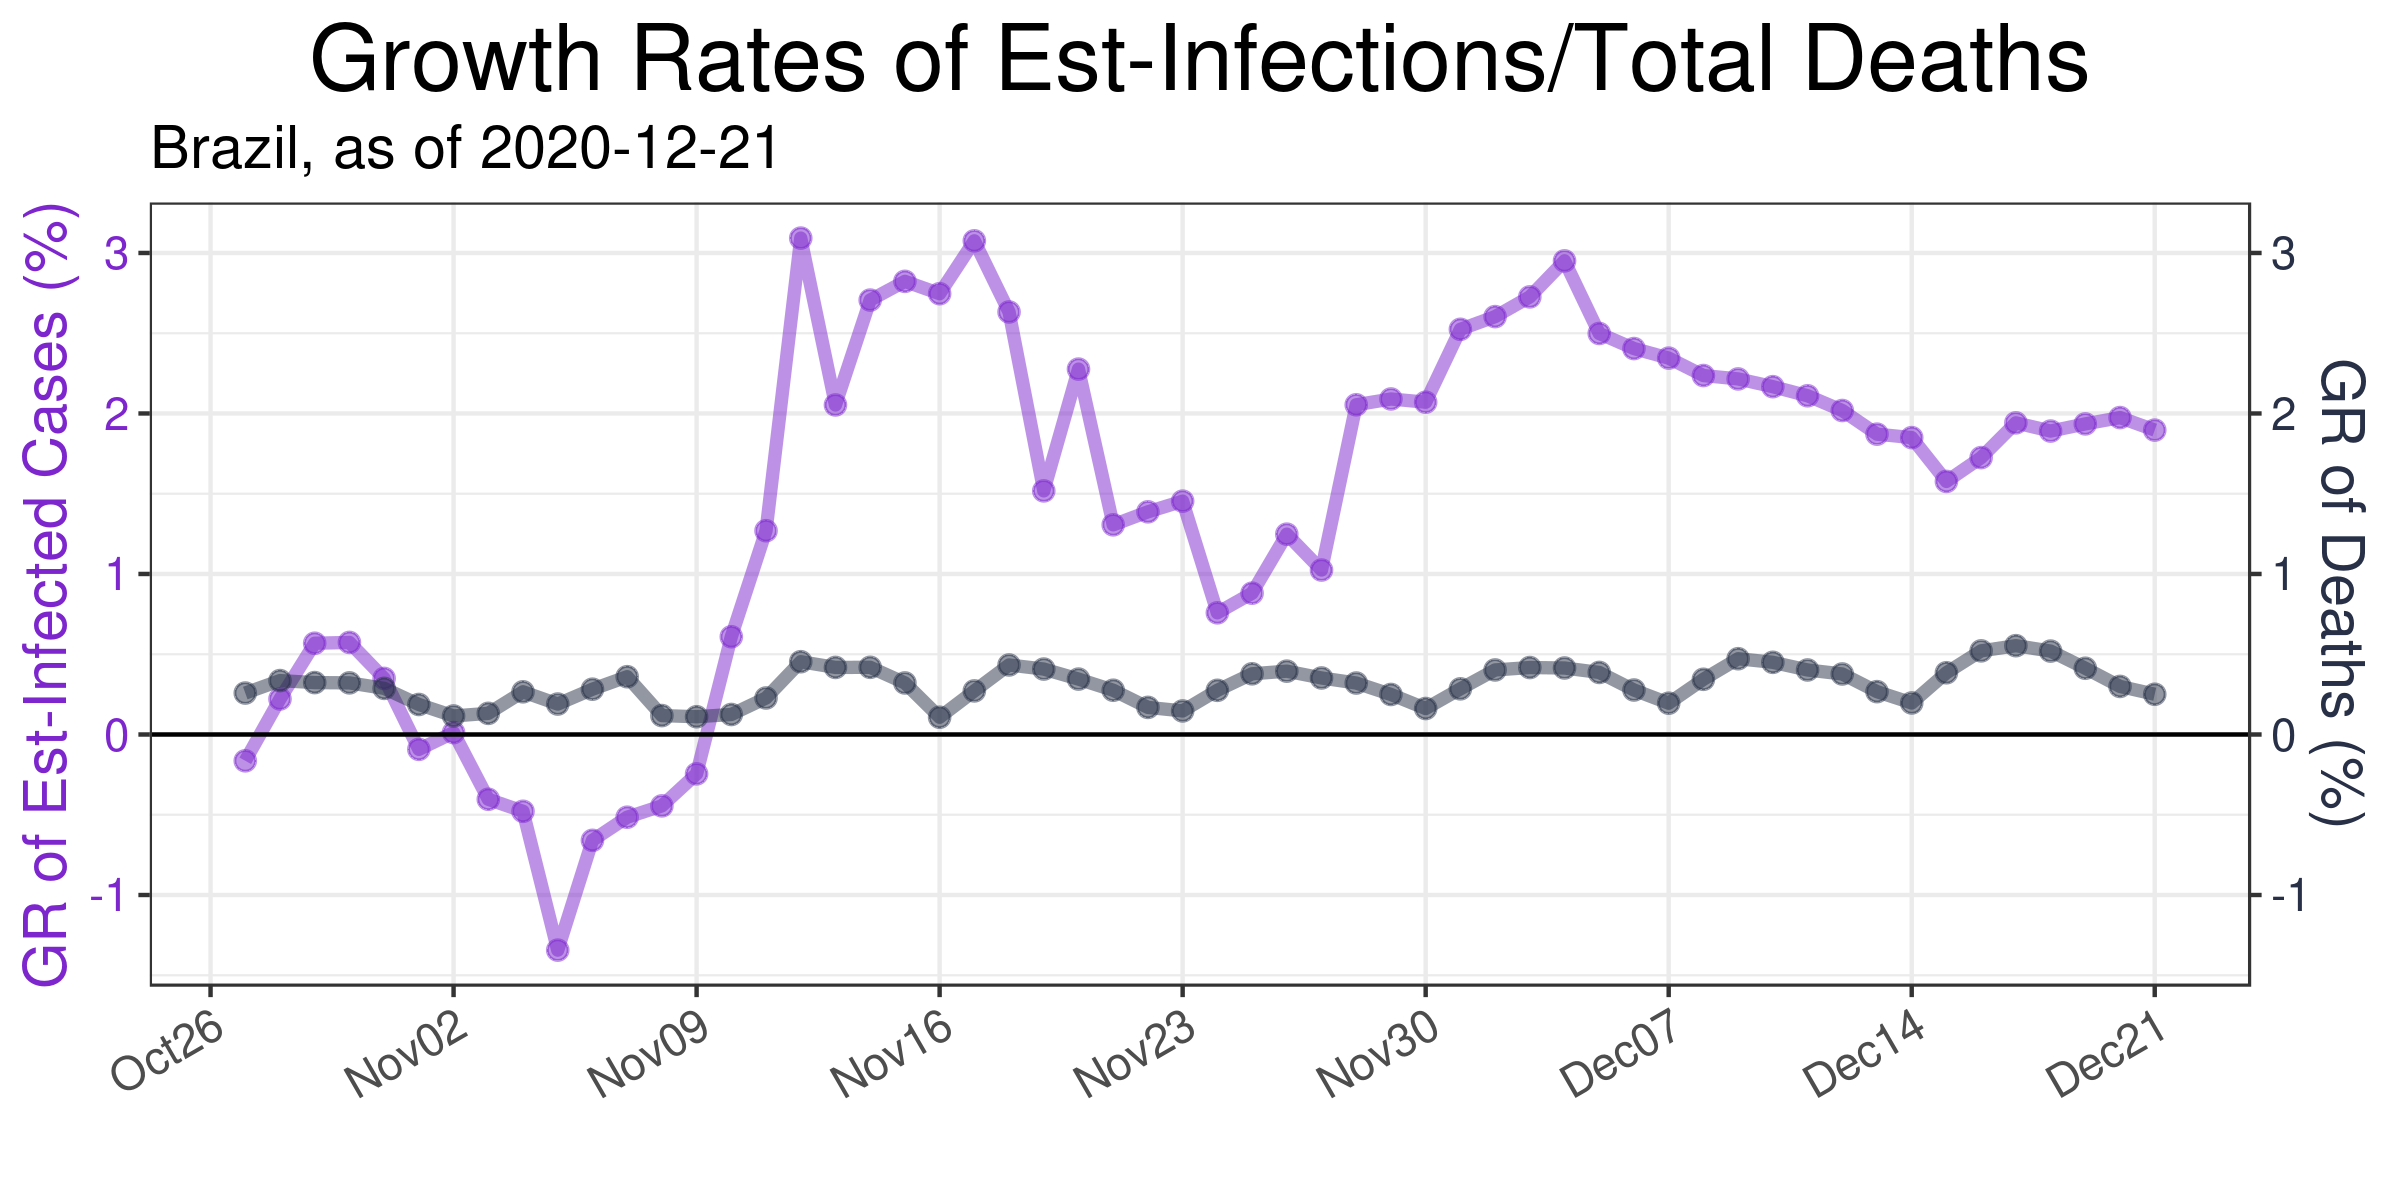 Growth Rates of Est-Infections/Total Deaths
Brazil, as of 2020-12-21
GR of Est-Infected Cases (%)
3
2
1
0
-1
3
2
1
0
-1
GR of Deaths (%)
Oct26
Nov02
Nov09
Nov16
Nov23
Nov30
Dec07
Dec14
Dec21